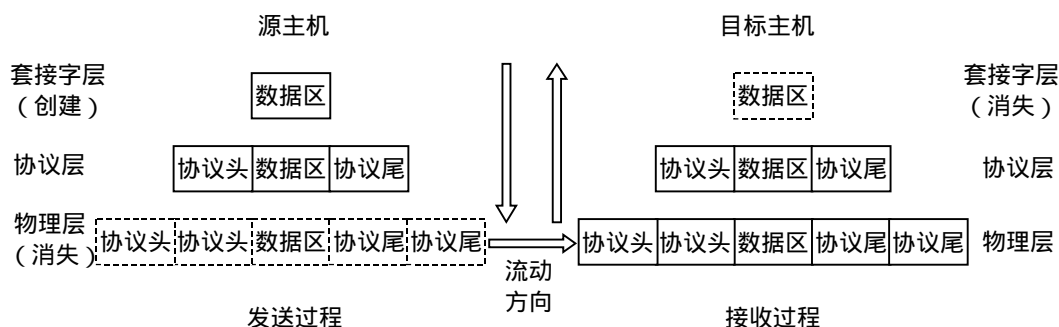 源主机 目标主机
套接字层
（创建） 数据区 数据区 套接字层
（消失）
协议层 协议头 数据区 协议尾 协议头 数据区 协议尾 协议层
物理层
（消失） 协议头 协议头 数据区 协议尾 协议尾 协议头 协议头 数据区 协议尾 协议尾 物理层
流动
方向
发送过程 接收过程